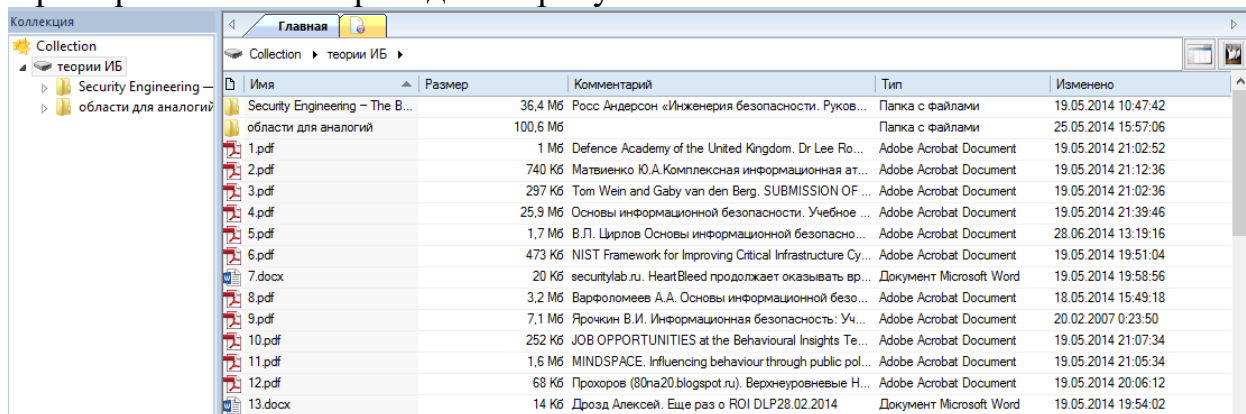 Коллекция
Главная
Collection
теории ИБ
Security Engineering —
области для аналогий
Collection ▸ теории ИБ ▸
Имя Размер Комментарий Тип Изменено
Security Engineering – The B... 36,4 Мб Росс Андерсон «Инженерия безопасности. Руков... Папка с файлами 19.05.2014 10:47:42
области для аналогий 100,6 Мб Папка с файлами 25.05.2014 15:57:06
1.pdf 1 Мб Defence Academy of the United Kingdom. Dr Lee Ro... Adobe Acrobat Document 19.05.2014 21:02:52
2.pdf 740 Кб Матвиенко Ю.А.Комплексная информационная ат... Adobe Acrobat Document 19.05.2014 21:12:36
3.pdf 297 Кб Tom Wein and Gaby van den Berg. SUBMISSION OF ... Adobe Acrobat Document 19.05.2014 21:02:36
4.pdf 25,9 Мб Основы информационной безопасности. Учебное ... Adobe Acrobat Document 19.05.2014 21:39:46
5.pdf 1,7 Мб В.Л. Цирлов Основы информационной безопасно... Adobe Acrobat Document 28.06.2014 13:19:16
6.pdf 473 Кб NIST Framework for Improving Critical Infrastructure Cy... Adobe Acrobat Document 19.05.2014 19:51:04
7.docx 20 Кб securitylab.ru. HeartBleed продолжает оказывать вр... Документ Microsoft Word 19.05.2014 19:58:56
8.pdf 3,2 Мб Варфоломеев А.А. Основы информационной безо... Adobe Acrobat Document 18.05.2014 15:49:18
9.pdf 7,1 Мб Ярочкин В.И. Информационная безопасность: Уч... Adobe Acrobat Document 20.02.2007 0:23:50
10.pdf 252 Кб JOB OPPORTUNITIES at the Behavioural Insights Te... Adobe Acrobat Document 19.05.2014 21:07:34
11.pdf 1,6 Мб MINDSPACE. Influencing behaviour through public pol... Adobe Acrobat Document 19.05.2014 21:05:34
12.pdf 68 Кб Прохоров (80na20.blogspot.ru). Верхнеуровневые Н... Adobe Acrobat Document 19.05.2014 20:06:12
13.docx 14 Кб Дрозд Алексей. Еще раз о ROI DLP28.02.2014 Документ Microsoft Word 19.05.2014 19:54:02